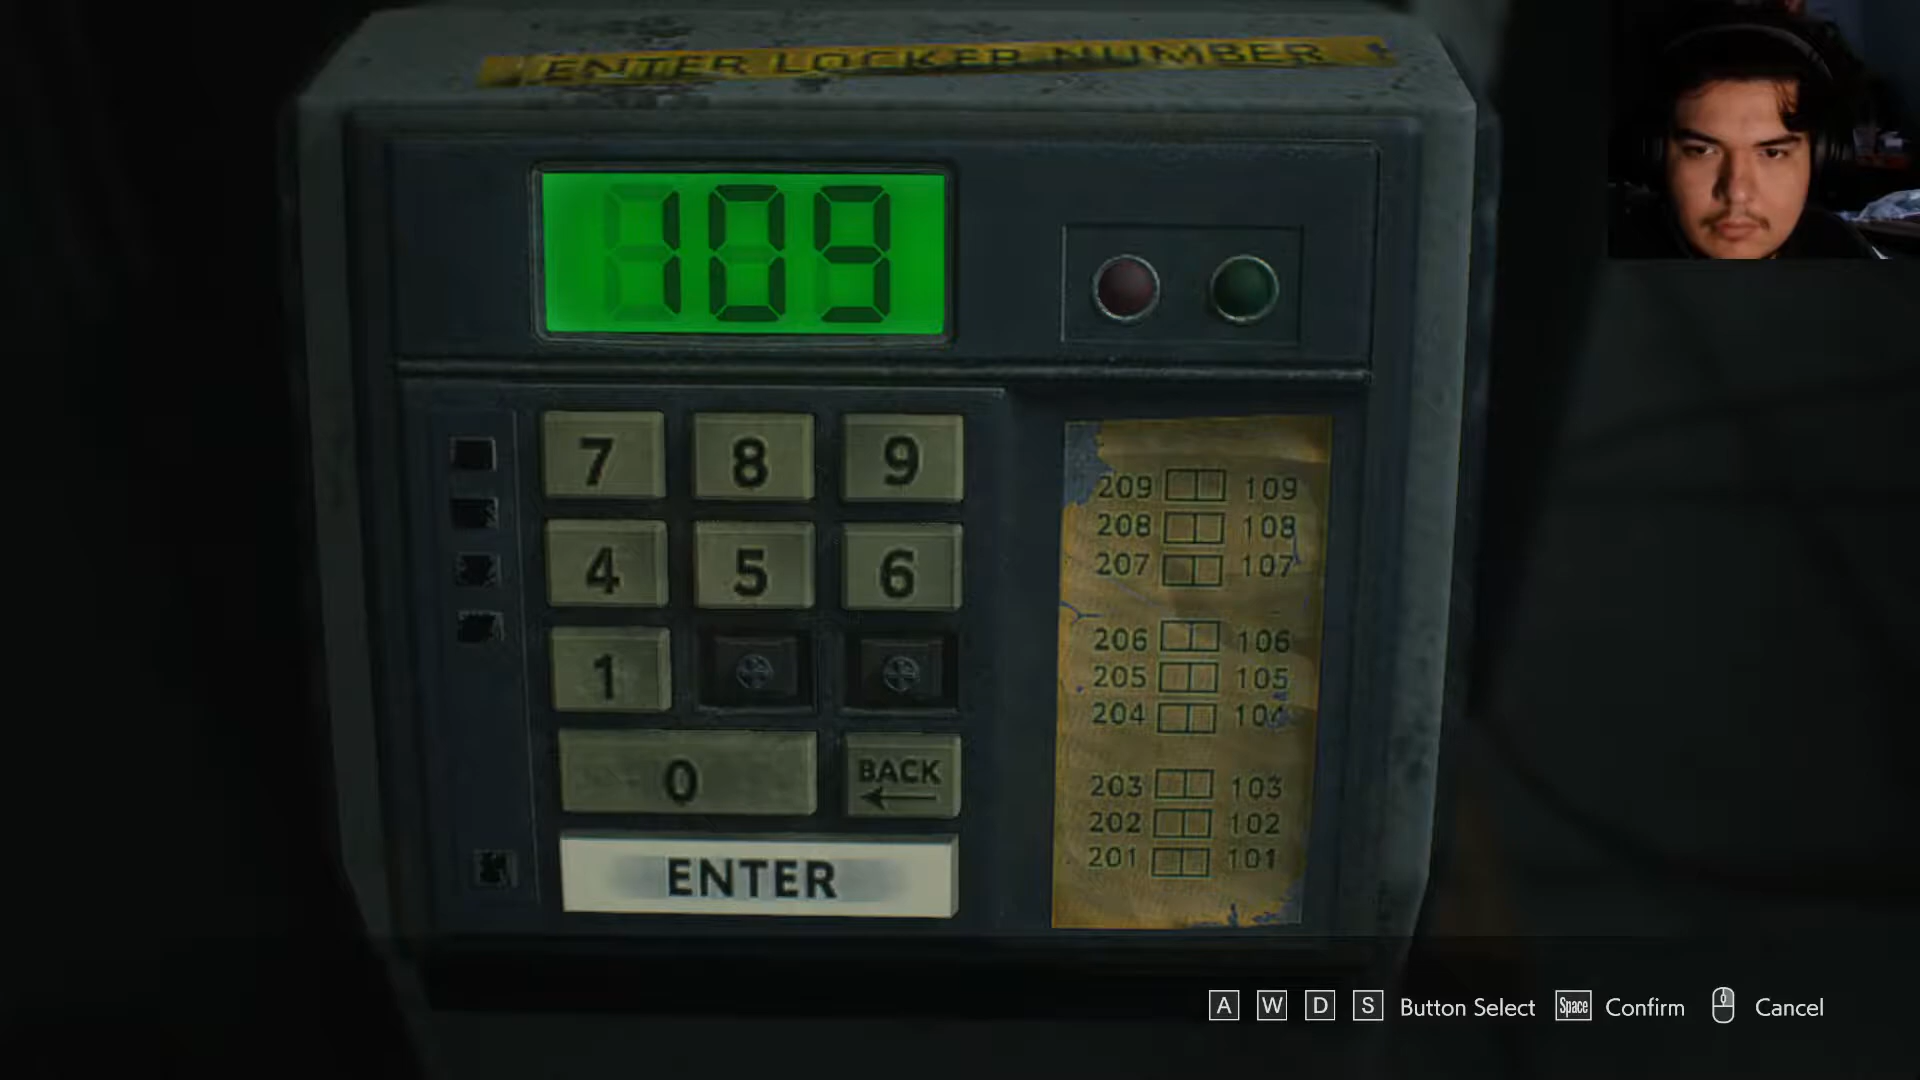 ENTER LOCKER NUMBER
109
7 8 9
4 5 6
1
0 BACK
ENTER
209 109
208 108
207 107
206 106
205 105
204 104
203 103
202 102
201 101
A W D S Button Select Space Confirm Cancel